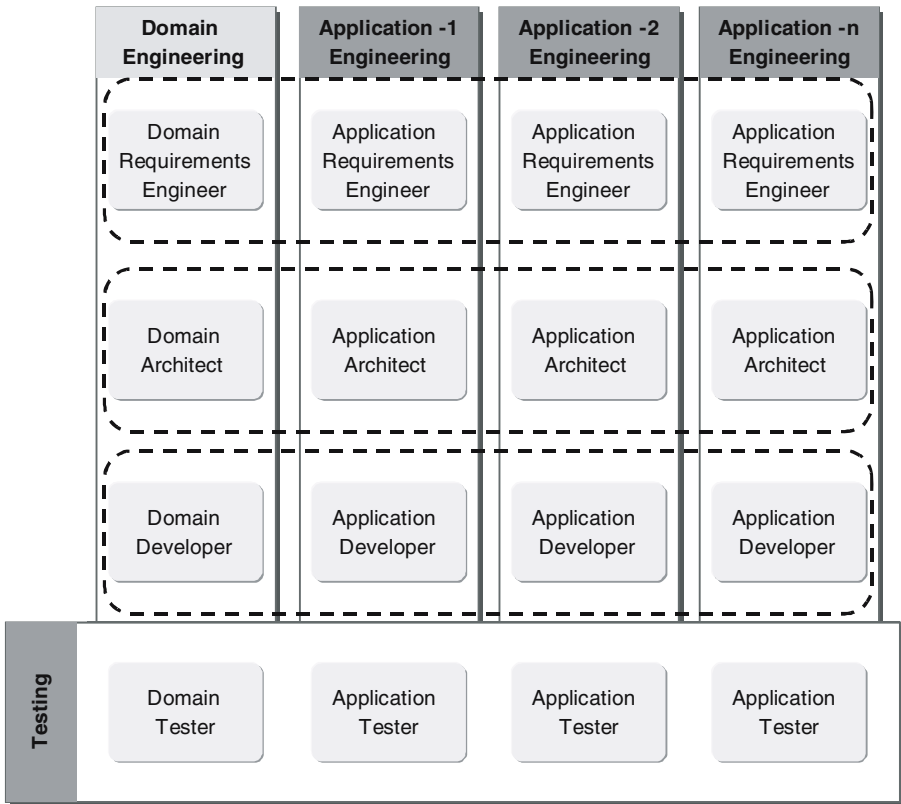 Domain
Engineering
Application -1
Engineering
Application -2
Engineering
Application -n
Engineering
Domain
Requirements
Engineer
Application
Requirements
Engineer
Application
Requirements
Engineer
Application
Requirements
Engineer
Domain
Architect
Application
Architect
Application
Architect
Application
Architect
Domain
Developer
Application
Developer
Application
Developer
Application
Developer
Testing
Domain
Tester
Application
Tester
Application
Tester
Application
Tester